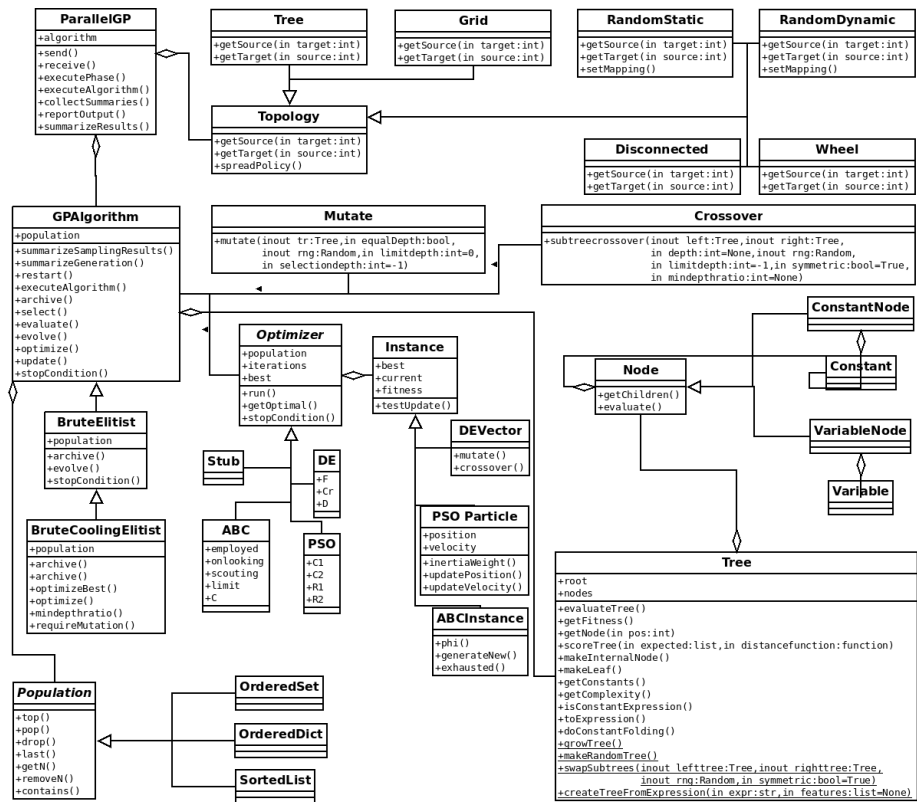 ParallelGP
+algorithm
+send()
+receive()
+executePhase()
+executeAlgorithm()
+collectSummaries()
+reportOutput()
+summarizeResults()
Tree
+getSource(in target:int)
+getTarget(in source:int)
Grid
+getSource(in target:int)
+getTarget(in source:int)
RandomStatic
+getSource(in target:int)
+getTarget(in source:int)
+setMapping()
RandomDynamic
+getSource(in target:int)
+getTarget(in source:int)
+setMapping()
Topology
+getSource(in target:int)
+getTarget(in source:int)
+spreadPolicy()
Disconnected
+getSource(in target:int)
+getTarget(in source:int)
Wheel
+getSource(in target:int)
+getTarget(in source:int)
GPAlgorithm
+population
+summarizeSamplingResults()
+summarizeGeneration()
+restart()
+executeAlgorithm()
+archive()
+select()
+evaluate()
+evolve()
+optimize()
+update()
+stopCondition()
Mutate
+mutate(inout tr:Tree,in equalDepth:bool,
inout rng:Random,in limitdepth:int=0,
in selectiondepth:int=-1)
Crossover
+subtreecrossover(inout left:Tree,inout right:Tree,
in depth:int=None,inout rng:Random,
in limitdepth:int=-1,in symmetric:bool=True,
in mindepthratio:int=None)
Optimizer
+population
+iterations
+best
+run()
+getOptimal()
+stopCondition()
Instance
+best
+current
+fitness
+testUpdate()
Node
+getChildren()
+evaluate()
ConstantNode
Constant
VariableNode
Variable
BruteElitist
+population
+archive()
+evolve()
+stopCondition()
Stub
DE
+F
+Cr
+D
DEVector
+mutate()
+crossover()
BruteCoolingElitist
+population
+archive()
+archive()
+optimizeBest()
+optimize()
+mindepthratio()
+requireMutation()
ABC
+employed
+onlooking
+scouting
+limit
+C
PSO
+C1
+C2
+R1
+R2
PSO Particle
+position
+velocity
+inertiaWeight()
+updatePosition()
+updateVelocity()
ABCInstance
+phi()
+generateNew()
+exhausted()
Tree
+root
+nodes
+evaluateTree()
+getFitness()
+getNode(in pos:int)
+scoreTree(in expected:list,in distancefunction:function)
+makeInternalNode()
+makeLeaf()
+getConstants()
+getComplexity()
+isConstantExpression()
+toExpression()
+doConstantFolding()
+growTree()
+makeRandomTree()
+swapSubtrees(inout lefttree:Tree,inout righttree:Tree,
inout rng:Random,in symmetric:bool=True)
+createTreeFromExpression(in expr:str,in features:list=None)
Population
+top()
+pop()
+drop()
+last()
+getN()
+removeN()
+contains()
OrderedSet
OrderedDict
SortedList